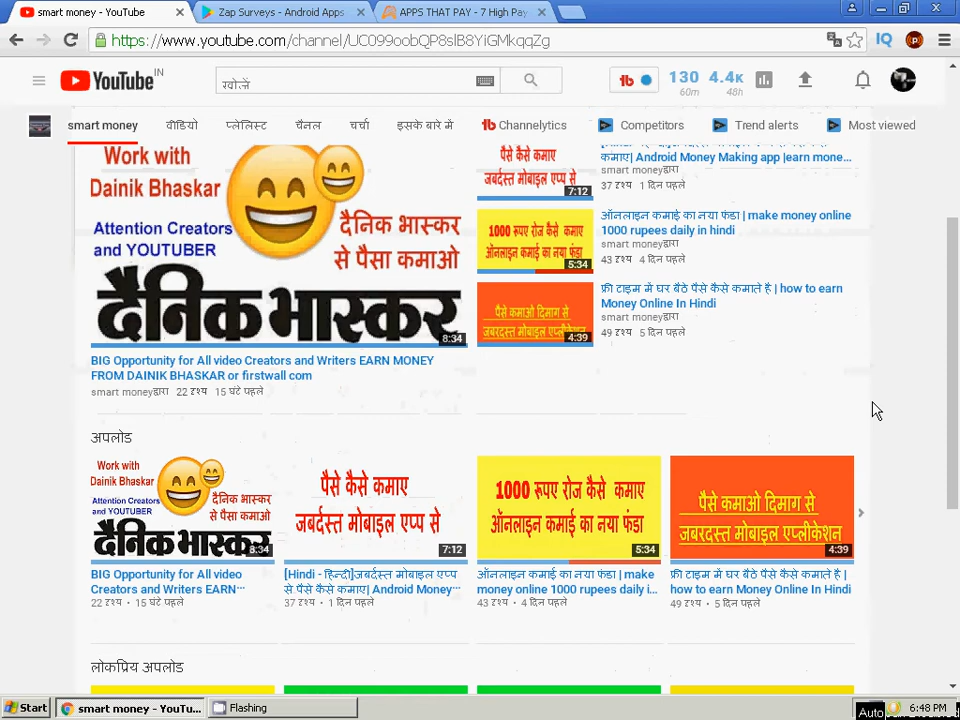 smart money - YouTube
Zap Surveys - Android Apps
APPS THAT PAY - 7 High Pay
https://www.youtube.com/channel/UC099oobQP8slB8YiGMkqqZg
YouTube IN
खोजें
130 60m
4.4K 48h
smart money
वीडियो
प्लेलिस्ट
चैनल
चर्चा
इसके बारे में
Channelytics
Competitors
Trend alerts
Most viewed
Work with
Dainik Bhaskar
Attention Creators
and YOUTUBER
दैनिक भास्कर
से पैसा कमाओ
दैनिक भास्कर
8:34
BIG Opportunity for All video Creators and Writers EARN MONEY
FROM DAINIK BHASKAR or firstwall com
smart moneyद्वारा 22 दृश्य 15 घंटे पहले
पैसे कैसे कमाए
जबर्दस्त मोबाइल एप्प से
7:12
कमाए| Android Money Making app |earn mone...
smart moneyद्वारा
37 दृश्य 1 दिन पहले
1000 रूपए रोज कैसे कमाए
ऑनलाइन कमाई का नया फंडा
5:34
ऑनलाइन कमाई का नया फंडा | make money online
1000 rupees daily in hindi
smart moneyद्वारा
43 दृश्य 4 दिन पहले
पैसे कमाओ दिमाग से
जबरदस्त मोबाइल एप्लीकेशन
4:39
फ्री टाइम में घर बैठे पैसे कैसे कमाते है | how to earn
Money Online In Hindi
smart moneyद्वारा
49 दृश्य 5 दिन पहले
अपलोड
Work with
Dainik Bhaskar
Attention Creators
and YOUTUBER
दैनिक भास्कर
से पैसा कमाओ
दैनिक भास्कर
8:34
BIG Opportunity for All video
Creators and Writers EARN...
22 दृश्य • 15 घंटे पहले
पैसे कैसे कमाए
जबर्दस्त मोबाइल एप्प से
7:12
[Hindi - हिन्दी]जबर्दस्त मोबाइल एप्प
से पैसे कैसे कमाए| Android Money...
37 दृश्य • 1 दिन पहले
1000 रूपए रोज कैसे कमाए
ऑनलाइन कमाई का नया फंडा
5:34
ऑनलाइन कमाई का नया फंडा | make
money online 1000 rupees daily i...
43 दृश्य • 4 दिन पहले
पैसे कमाओ दिमाग से
जबरदस्त मोबाइल एप्लीकेशन
4:39
फ्री टाइम में घर बैठे पैसे कैसे कमाते है |
how to earn Money Online In Hindi
49 दृश्य • 5 दिन पहले
लोकप्रिय अपलोड
Start
smart money - YouTu...
Flashing
6:48 PM